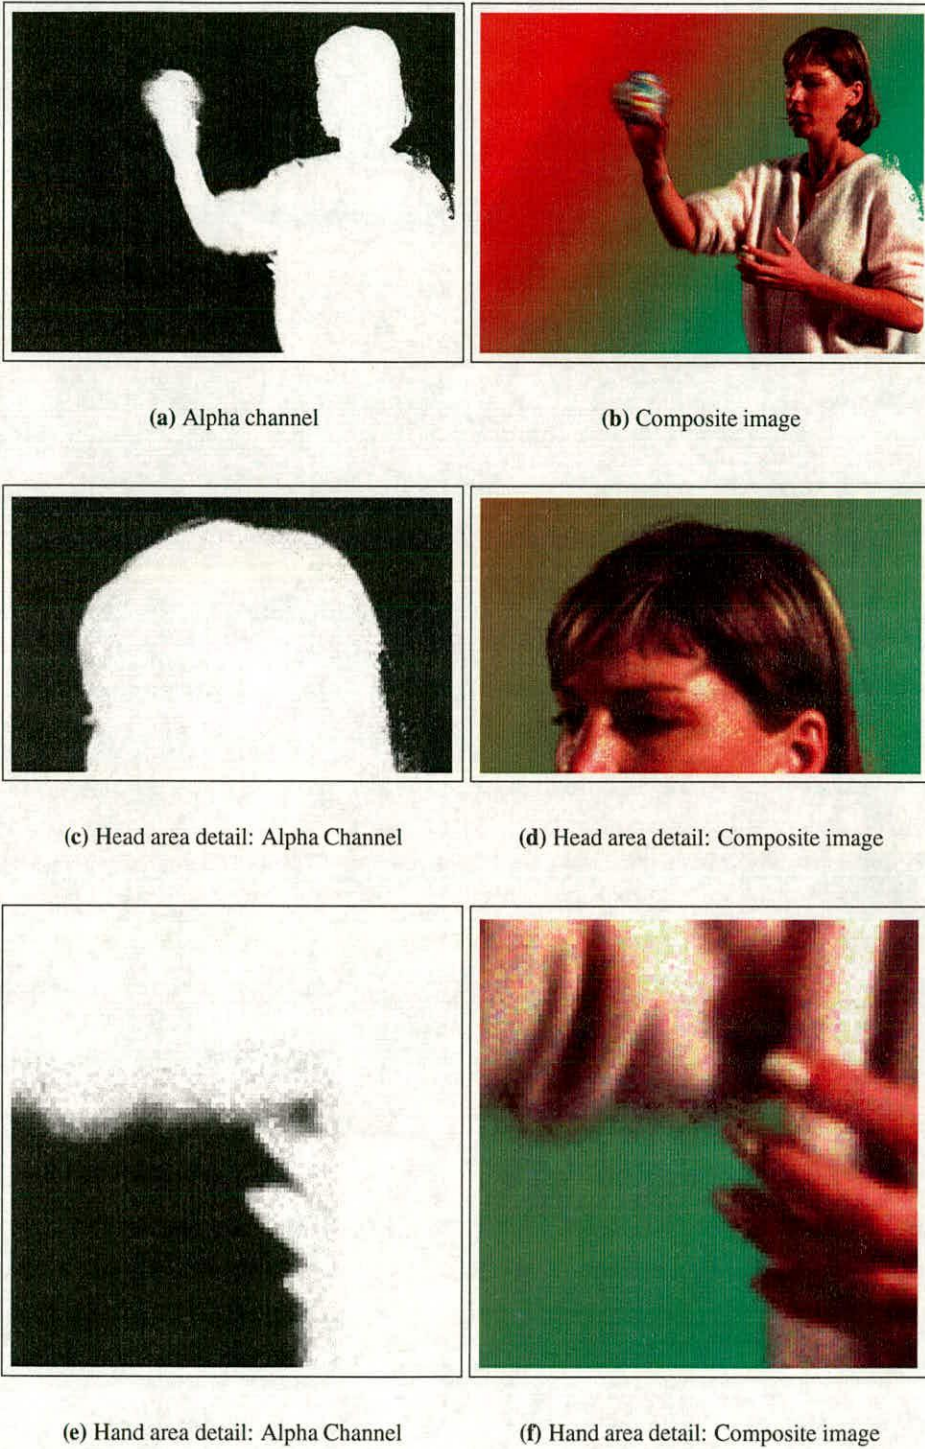 (a) Alpha channel
(b) Composite image
(c) Head area detail: Alpha Channel
(d) Head area detail: Composite image
(e) Hand area detail: Alpha Channel
(f) Hand area detail: Composite image